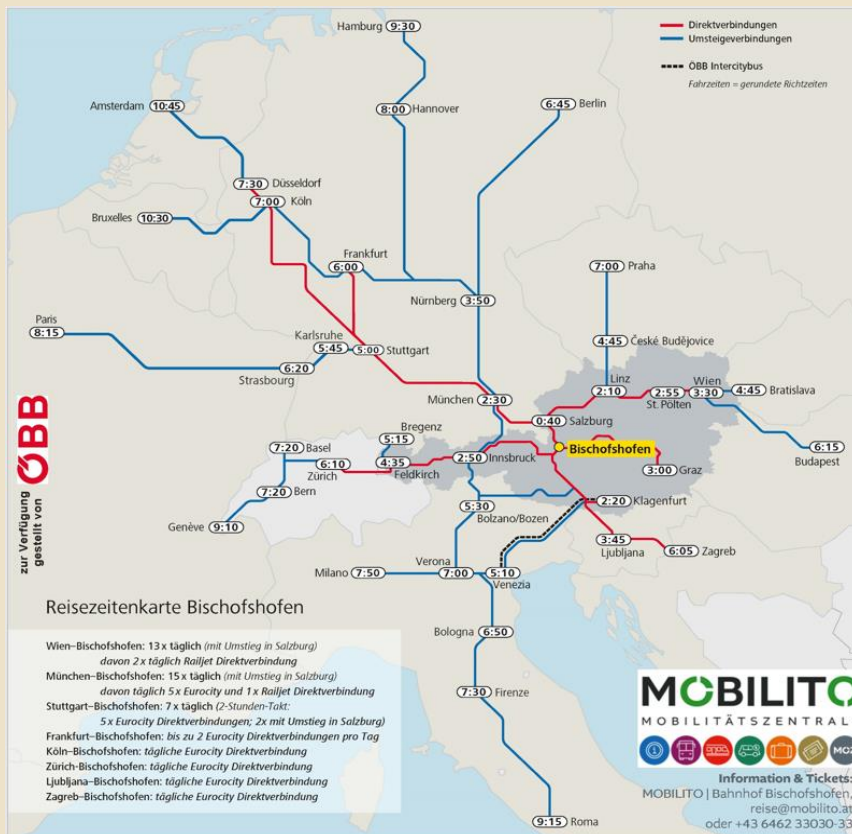 Hamburg 9:30
Direktverbindungen
Umsteigeverbindungen
ÖBB Intercitybus
Fahrzeiten = gerundete Richtzeiten
Amsterdam 10:45
8:00 Hannover
6:45 Berlin
7:30 Düsseldorf
7:00 Köln
Bruxelles 10:30
Frankfurt
6:00
7:00 Praha
Nürnberg 3:50
Paris
8:15
Karlsruhe
5:45
5:00 Stuttgart
4:45 České Budějovice
6:20
Strasbourg
Linz
2:10
2:55
St. Pölten
Wien
3:30
4:45 Bratislava
München 2:30
0:40 Salzburg
Bregenz
5:15
Bischofshofen
6:15
Budapest
7:20 Basel
6:10
Zürich
4:35
Feldkirch
2:50 Innsbruck
3:00 Graz
7:20
Bern
5:30
Bolzano/Bozen
2:20 Klagenfurt
Genève
9:10
3:45
Ljubljana
6:05 Zagreb
Verona
Milano 7:50
7:00
5:10
Venezia
Bologna 6:50
7:30 Firenze
9:15 Roma
zur Verfügung
gestellt von
ÖBB
Reisezeitenkarte Bischofshofen
Wien–Bischofshofen: 13 x täglich (mit Umstieg in Salzburg)
davon 2 x täglich Railjet Direktverbindung
München–Bischofshofen: 15 x täglich (mit Umstieg in Salzburg)
davon täglich 5 x Eurocity und 1 x Railjet Direktverbindung
Stuttgart–Bischofshofen: 7 x täglich (2-Stunden-Takt:
5 x Eurocity Direktverbindungen; 2x mit Umstieg in Salzburg)
Frankfurt–Bischofshofen: bis zu 2 Eurocity Direktverbindungen pro Tag
Köln–Bischofshofen: tägliche Eurocity Direktverbindung
Zürich-Bischofshofen: tägliche Eurocity Direktverbindung
Ljubljana–Bischofshofen: tägliche Eurocity Direktverbindung
Zagreb–Bischofshofen: tägliche Eurocity Direktverbindung
MOBILITO
MOBILITÄTSZENTRAL
MOZ
Information & Tickets:
MOBILITO | Bahnhof Bischofshofen,
reise@mobilito.at
oder +43 6462 33030-33